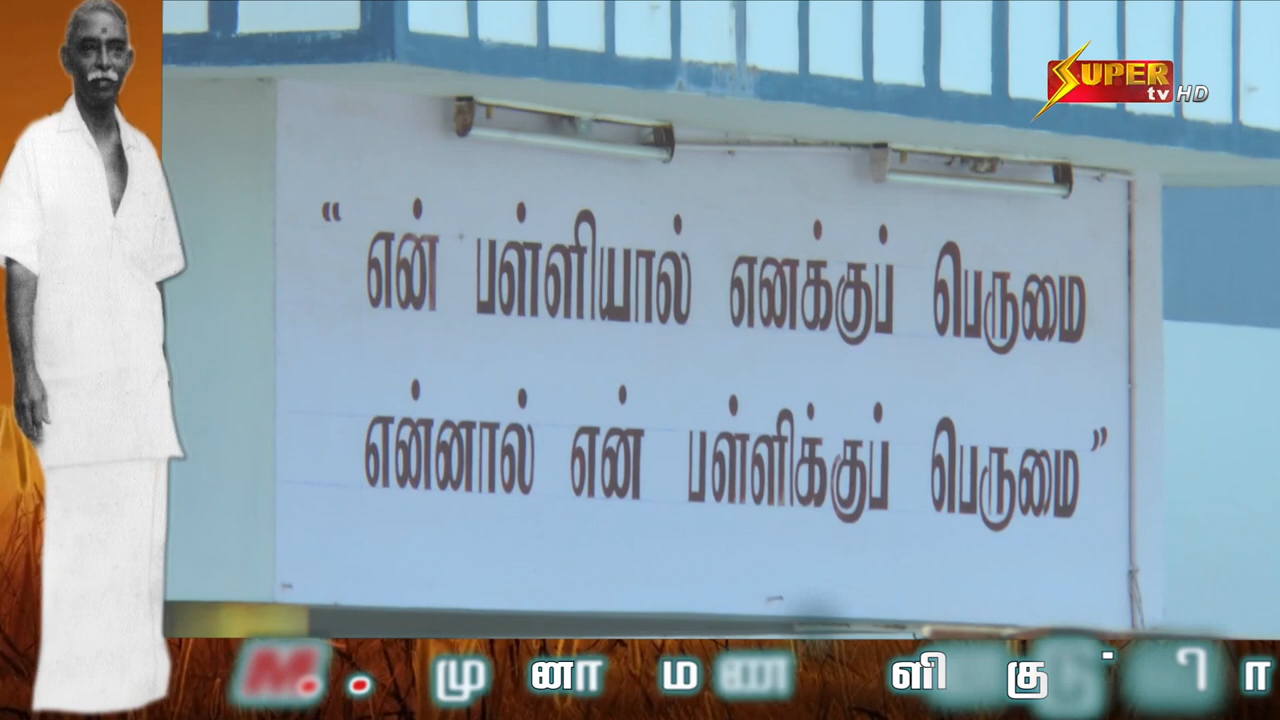 SUPER
tv HD
“ என் பள்ளியால் எனக்குப் பெருமை
என்னால் என் பள்ளிக்குப் பெருமை”